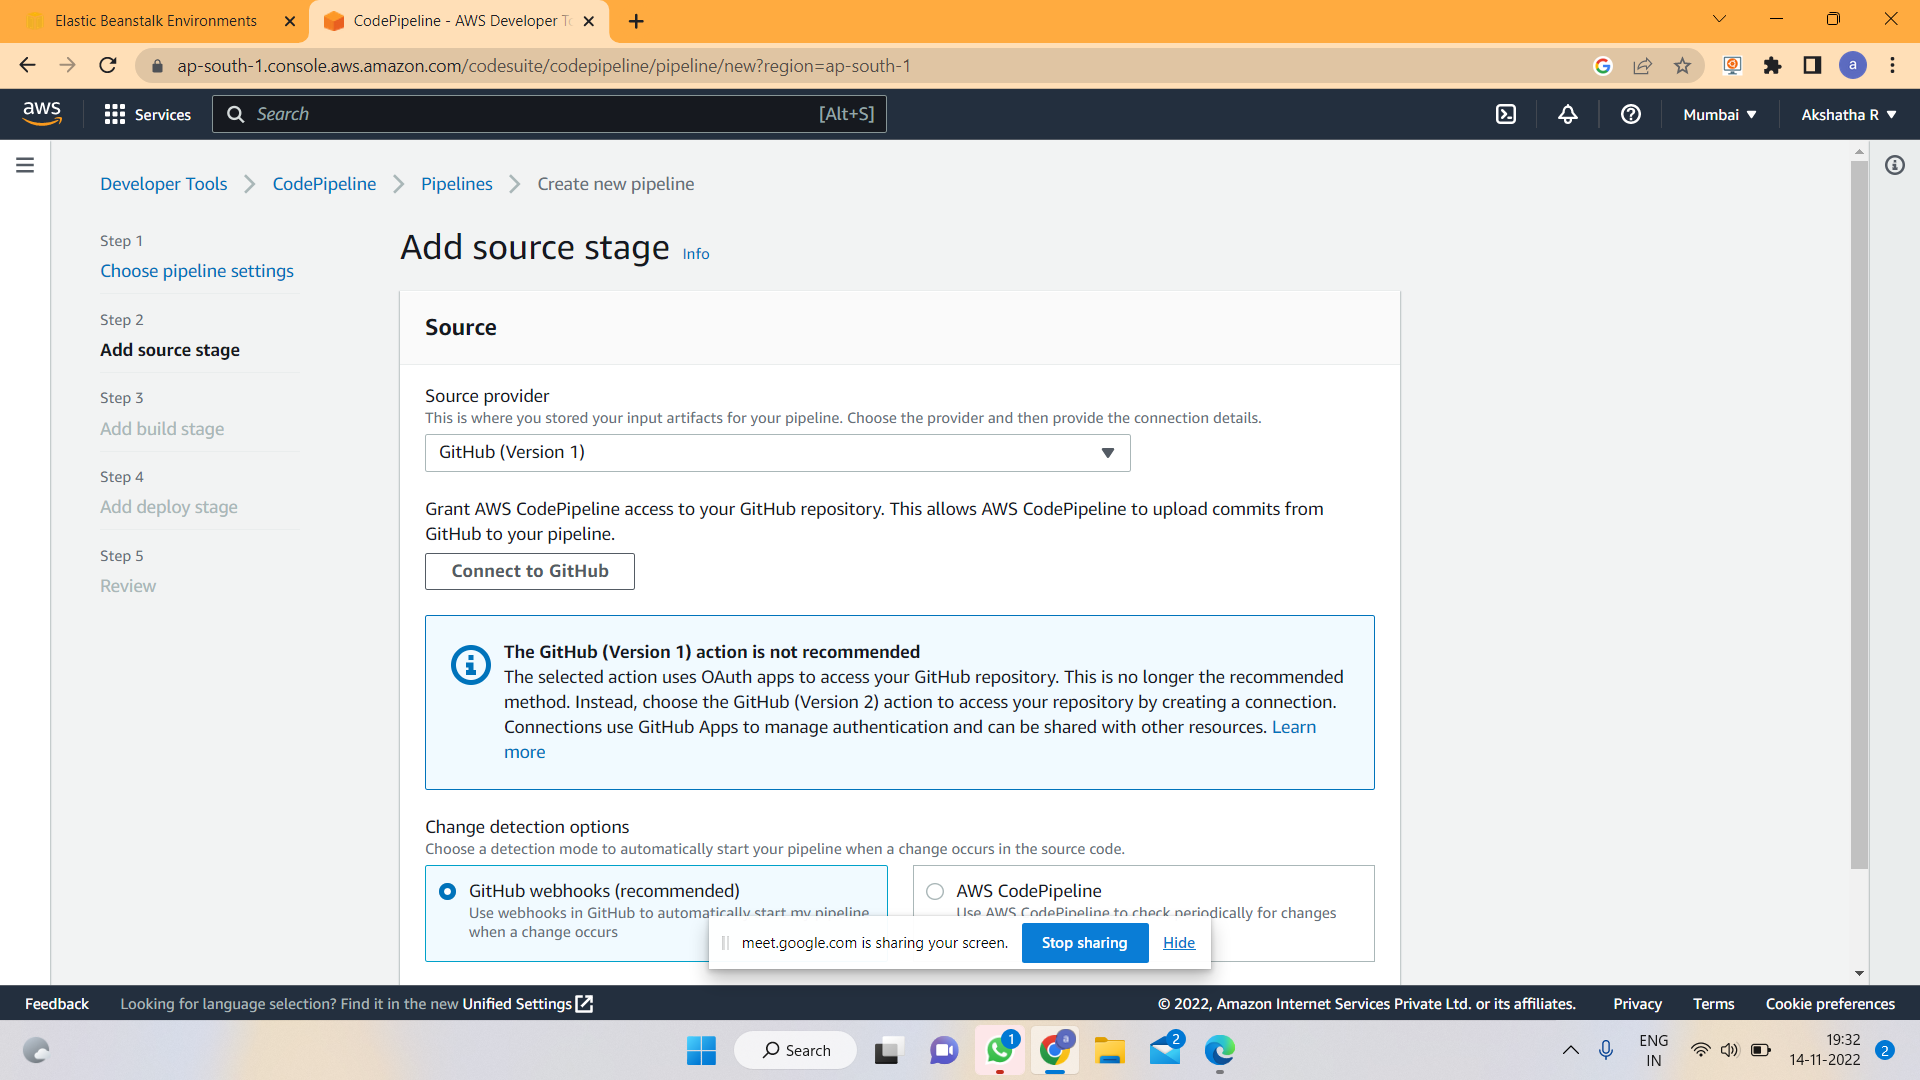 Elastic Beanstalk Environments
CodePipeline - AWS Developer To
ap-south-1.console.aws.amazon.com/codesuite/codepipeline/pipeline/new?region=ap-south-1
a
aws
Services
Search
[Alt+S]
Mumbai
Akshatha R
Developer Tools
CodePipeline
Pipelines
Create new pipeline
Step 1
Choose pipeline settings
Step 2
Add source stage
Step 3
Add build stage
Step 4
Add deploy stage
Step 5
Review
Add source stage Info
Source
Source provider
This is where you stored your input artifacts for your pipeline. Choose the provider and then provide the connection details.
GitHub (Version 1)
Grant AWS CodePipeline access to your GitHub repository. This allows AWS CodePipeline to upload commits from
GitHub to your pipeline.
Connect to GitHub
The GitHub (Version 1) action is not recommended
The selected action uses OAuth apps to access your GitHub repository. This is no longer the recommended
method. Instead, choose the GitHub (Version 2) action to access your repository by creating a connection.
Connections use GitHub Apps to manage authentication and can be shared with other resources. Learn
more
Change detection options
Choose a detection mode to automatically start your pipeline when a change occurs in the source code.
GitHub webhooks (recommended)
Use webhooks in GitHub to automatically start my pipeline
when a change occurs
AWS CodePipeline
Use AWS CodePipeline to check periodically for changes
meet.google.com is sharing your screen.
Stop sharing
Hide
Feedback
Looking for language selection? Find it in the new Unified Settings
© 2022, Amazon Internet Services Private Ltd. or its affiliates.
Privacy
Terms
Cookie preferences
Search
1
a
2
ENG
IN
19:32
14-11-2022
2